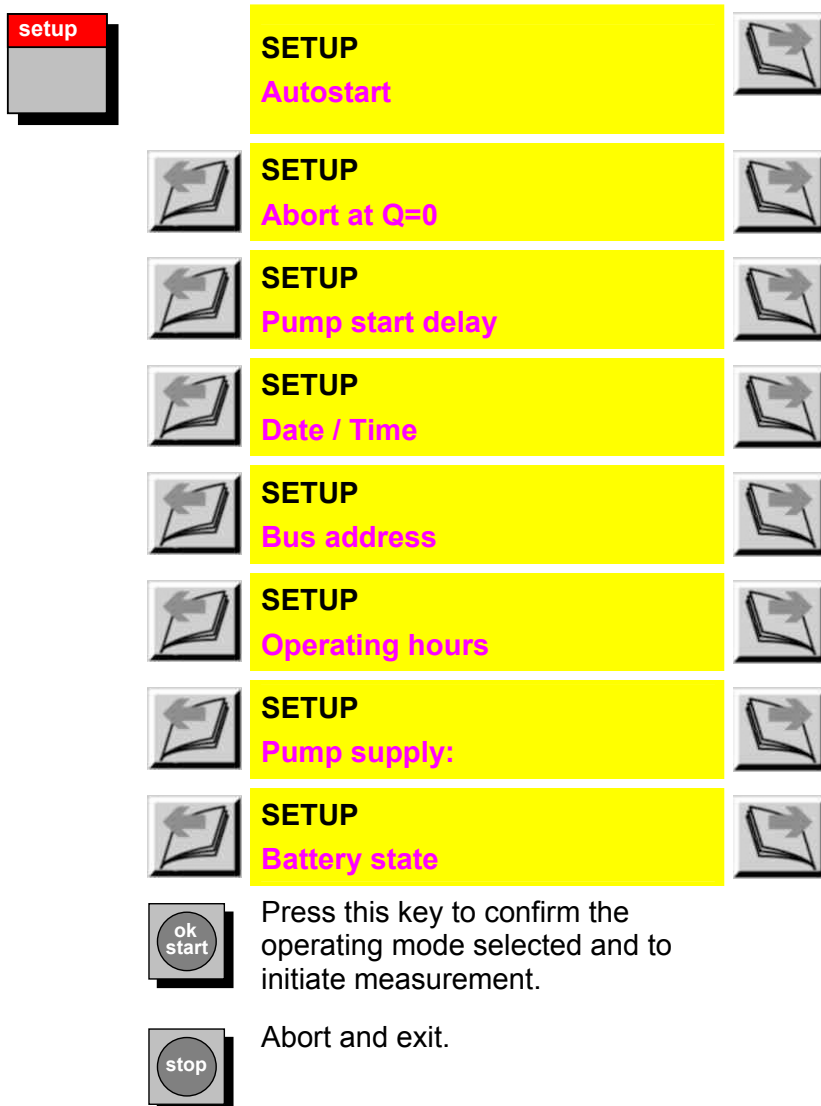 setup
SETUP
Autostart
SETUP
Abort at Q=0
SETUP
Pump start delay
SETUP
Date / Time
SETUP
Bus address
SETUP
Operating hours
SETUP
Pump supply:
SETUP
Battery state
ok
start
Press this key to confirm the
operating mode selected and to
initiate measurement.
stop
Abort and exit.